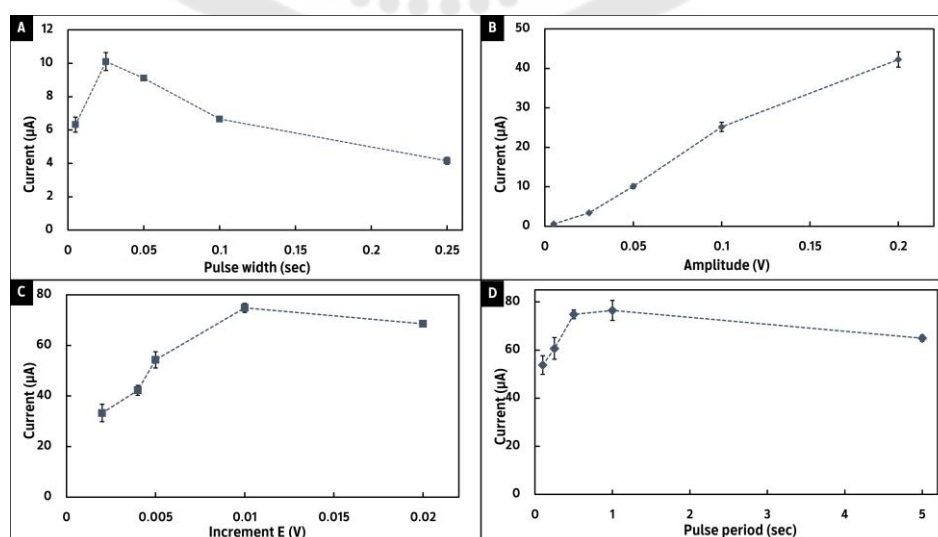 A
Current (µA)
12
10
8
6
4
2
0
0 0.05 0.1 0.15 0.2 0.25
Pulse width (sec)
B
Current (µA)
50
40
30
20
10
0
0 0.05 0.1 0.15 0.2
Amplitude (V)
C
Current (µA)
80
60
40
20
0
0 0.005 0.01 0.015 0.02
Increment E (V)
D
Current (µA)
80
60
40
20
0
0 1 2 3 4 5
Pulse period (sec)